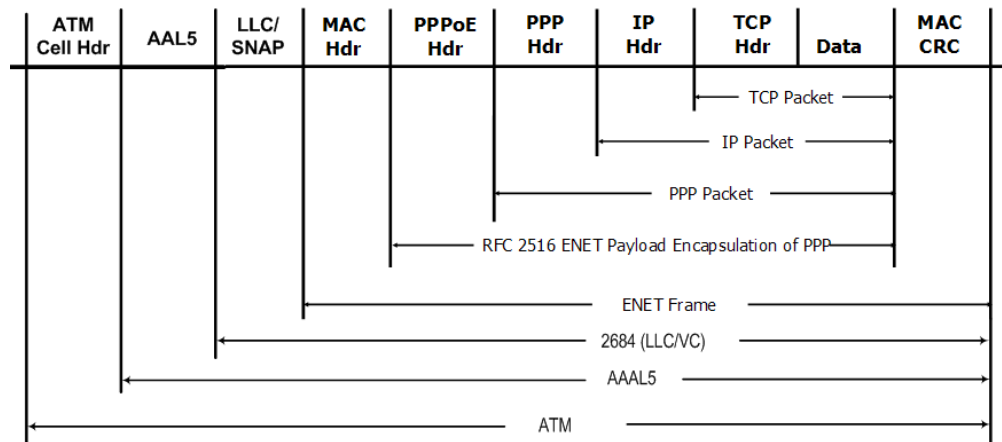 ATM
Cell Hdr
AAL5
LLC/
SNAP
MAC
Hdr
PPPoE
Hdr
PPP
Hdr
IP
Hdr
TCP
Hdr
Data
MAC
CRC
TCP Packet
IP Packet
PPP Packet
RFC 2516 ENET Payload Encapsulation of PPP
ENET Frame
2684 (LLC/VC)
AAAL5
ATM